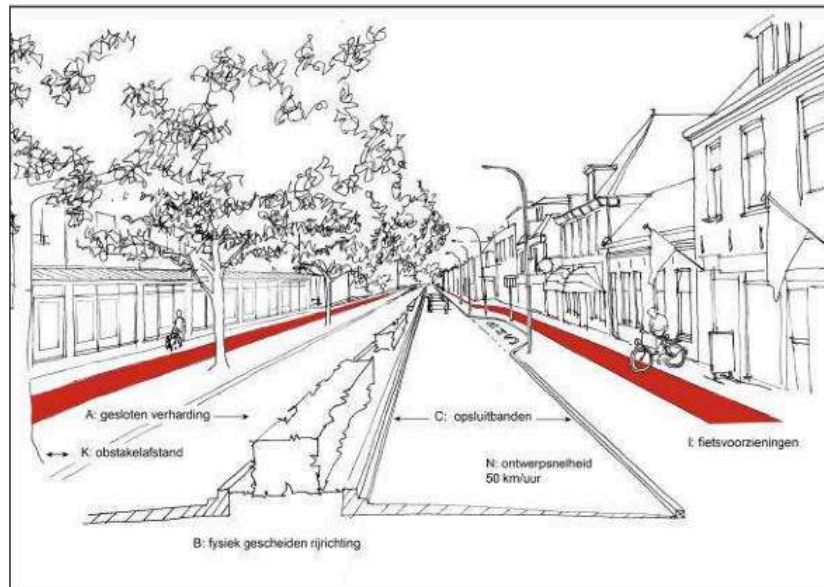 A: gesloten verharding
C: opsluitbanden
K: obstakelafstand
I: fietsvoorzieningen
N: ontwerpsnelheid
50 km/uur
B: fysiek gescheiden rijrichting